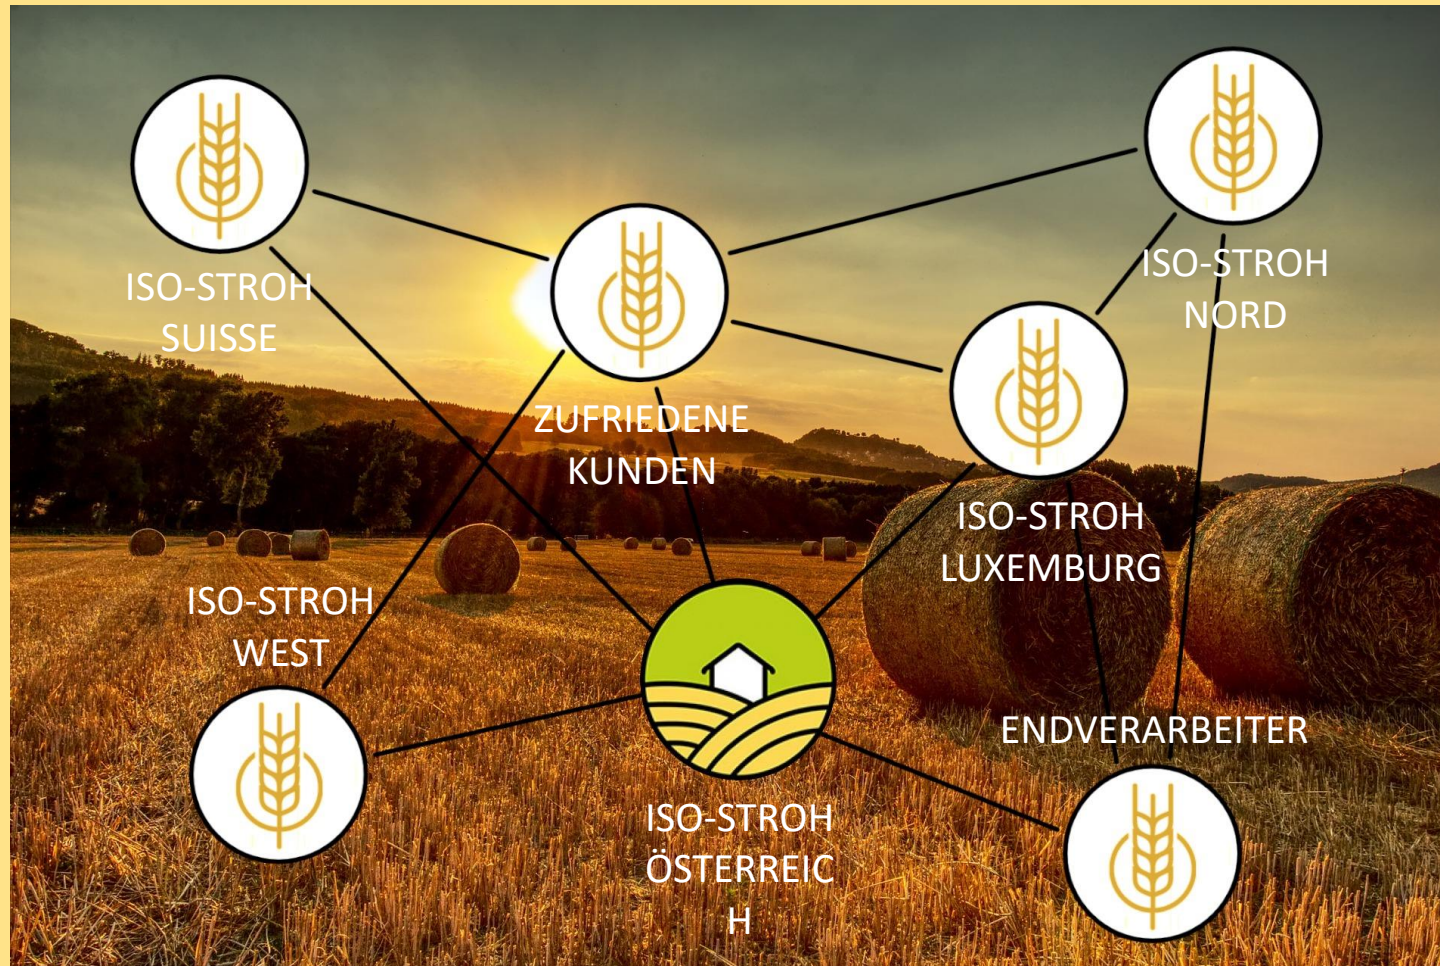 ISO-STROH
SUISSE
ISO-STROH
NORD
ZUFRIEDENE
KUNDEN
ISO-STROH
LUXEMBURG
ISO-STROH
WEST
ENDVERARBEITER
ISO-STROH
ÖSTERREIC
H